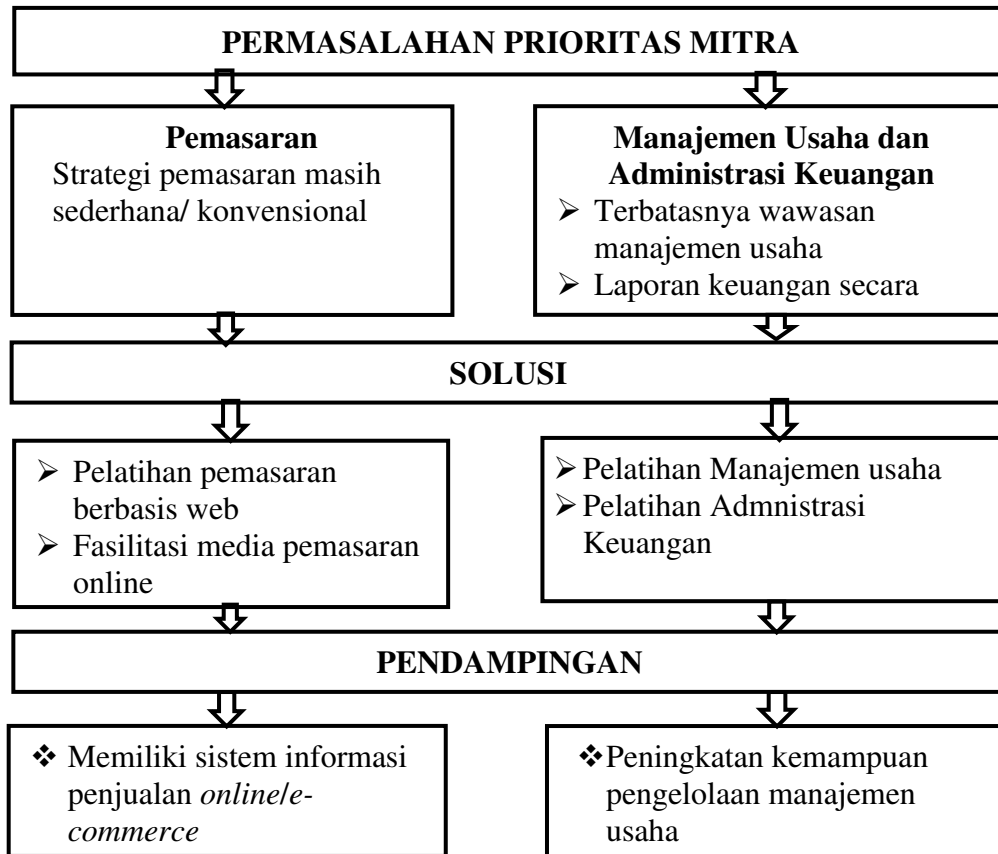 PERMASALAHAN PRIORITAS MITRA
Pemasaran
Strategi pemasaran masih
sederhana/ konvensional
Manajemen Usaha dan
Administrasi Keuangan
➢ Terbatasnya wawasan
manajemen usaha
➢ Laporan keuangan secara
SOLUSI
➢ Pelatihan pemasaran
berbasis web
➢ Fasilitasi media pemasaran
online
➢ Pelatihan Manajemen usaha
➢ Pelatihan Admnistrasi
Keuangan
PENDAMPINGAN
❖ Memiliki sistem informasi
penjualan online/e-
commerce
❖ Peningkatan kemampuan
pengelolaan manajemen
usaha